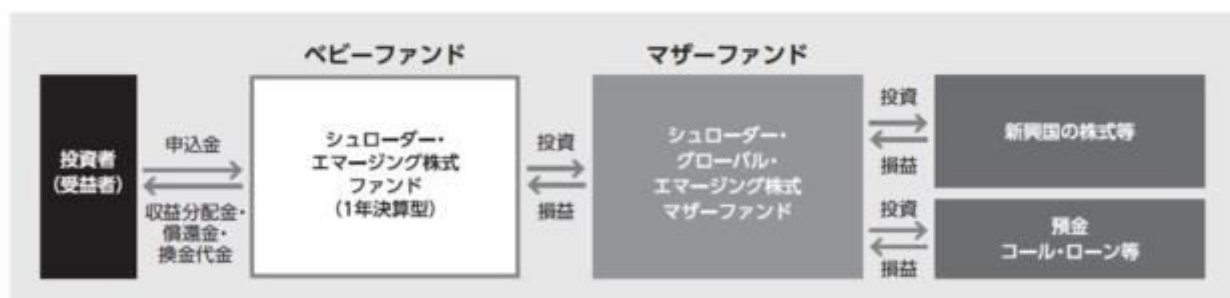 ベビーファンド
マザーファンド
投資者
(受益者)
申込金
収益分配金・
償還金・
換金代金
シュローダー・
エマージング株式
ファンド
(1年決算型)
投資
損益
シュローダー・
グローバル・
エマージング株式
マザーファンド
投資
損益
新興国の株式等
投資
損益
預金
コール・ローン等